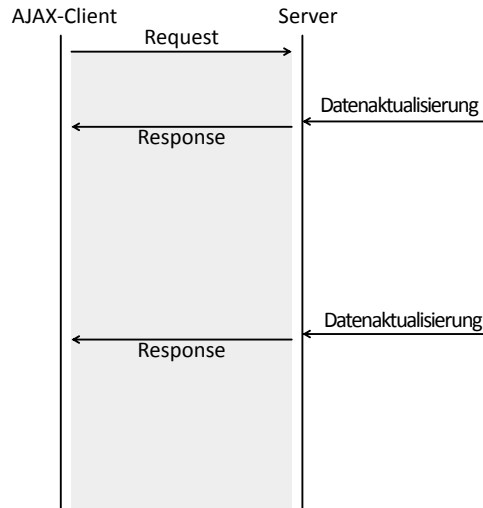 AJAX-Client
Server
Request
Datenaktualisierung
Response
Datenaktualisierung
Response